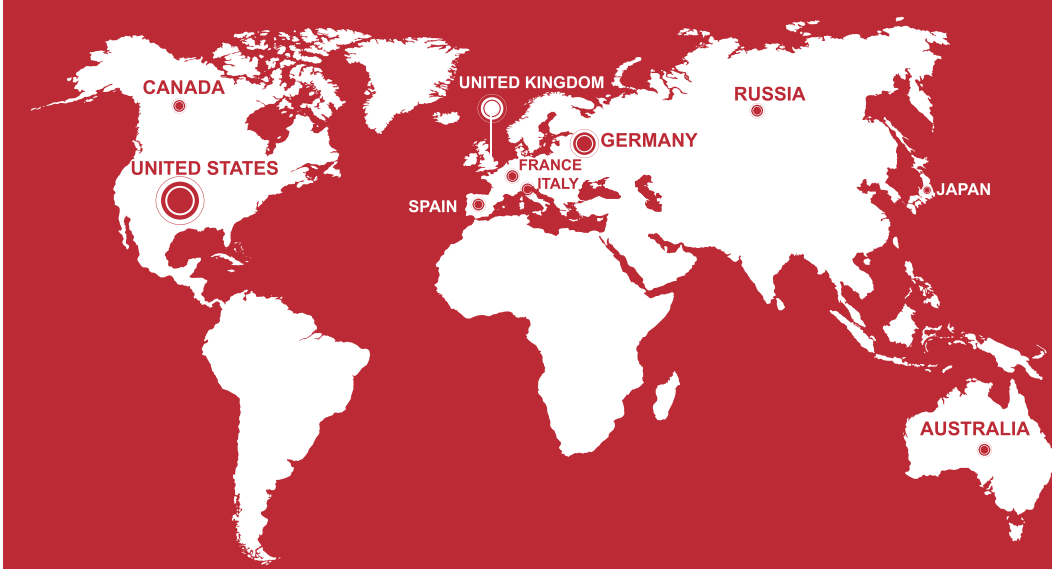 UNITED KINGDOM
CANADA
RUSSIA
GERMANY
FRANCE
UNITED STATES
ITALY
JAPAN
SPAIN
AUSTRALIA